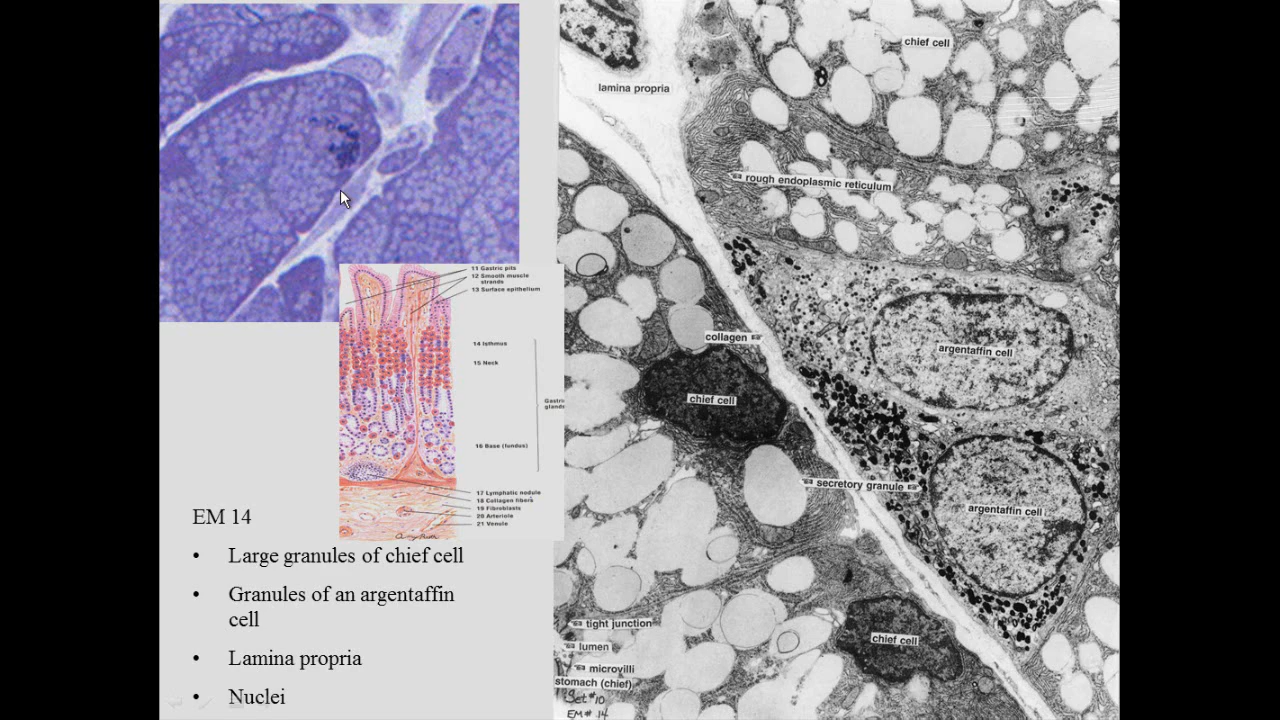 11 Gastric pits
12 Smooth muscle
strands
13 Surface epithelium
14 Isthmus
15 Neck
Gastric
glands
16 Base (fundus)
17 Lymphatic nodule
18 Collagen fibers
19 Fibroblasts
20 Arteriole
21 Venule
EM 14
• Large granules of chief cell
• Granules of an argentaffin
cell
• Lamina propria
• Nuclei
chief cell
lamina propria
rough endoplasmic reticulum
collagen
argentaffin cell
chief cell
secretory granule
argentaffin cell
tight junction
chief cell
lumen
microvilli
stomach (chief)
Set #10
EM# 14